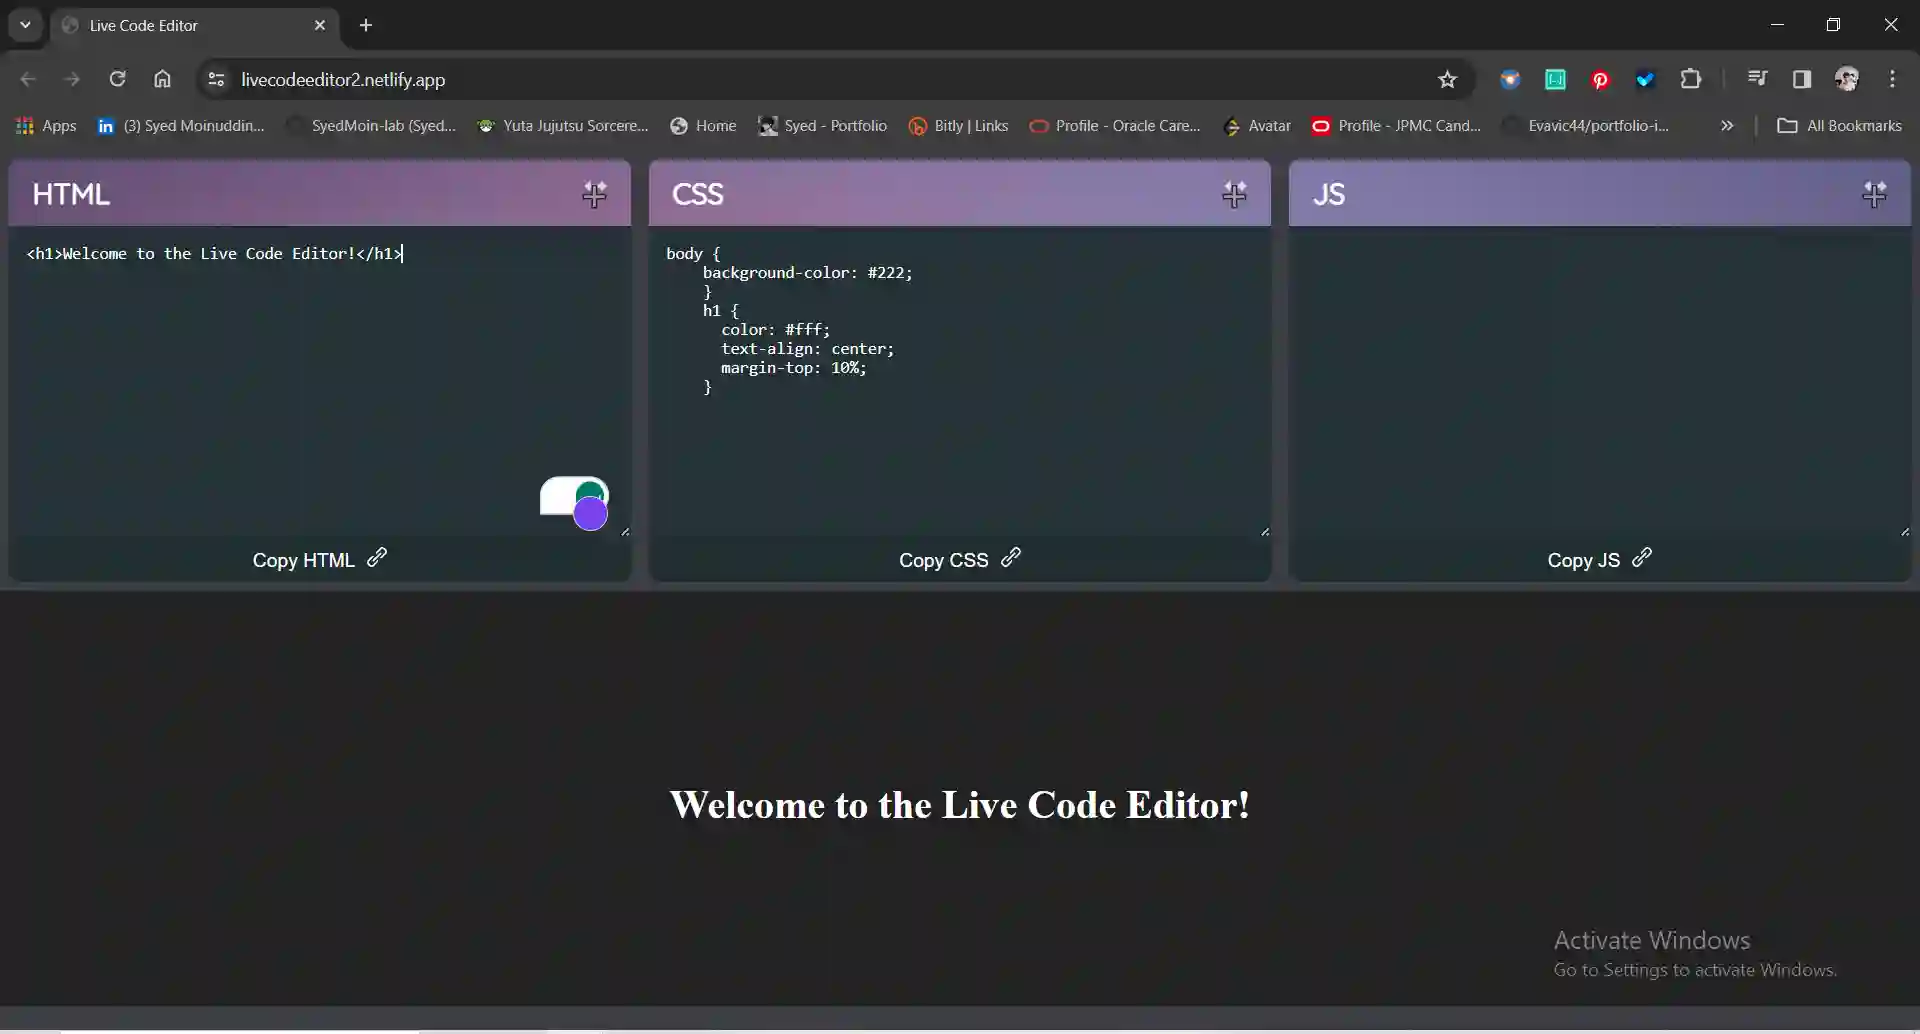 Live Code Editor
livecodeeditor2.netlify.app
Apps
in (3) Syed Moinuddin...
SyedMoin-lab (Syed...
Yuta Jujutsu Sorcere...
Home
Syed - Portfolio
Bitly | Links
Profile - Oracle Care...
Avatar
Profile - JPMC Cand...
Evavic44/portfolio-i...
»
All Bookmarks
HTML
<h1>Welcome to the Live Code Editor!</h1>
Copy HTML
CSS
body {
background-color: #222;
}
h1 {
color: #fff;
text-align: center;
margin-top: 10%;
}
Copy CSS
JS
Copy JS
Welcome to the Live Code Editor!
Activate Windows
Go to Settings to activate Windows.